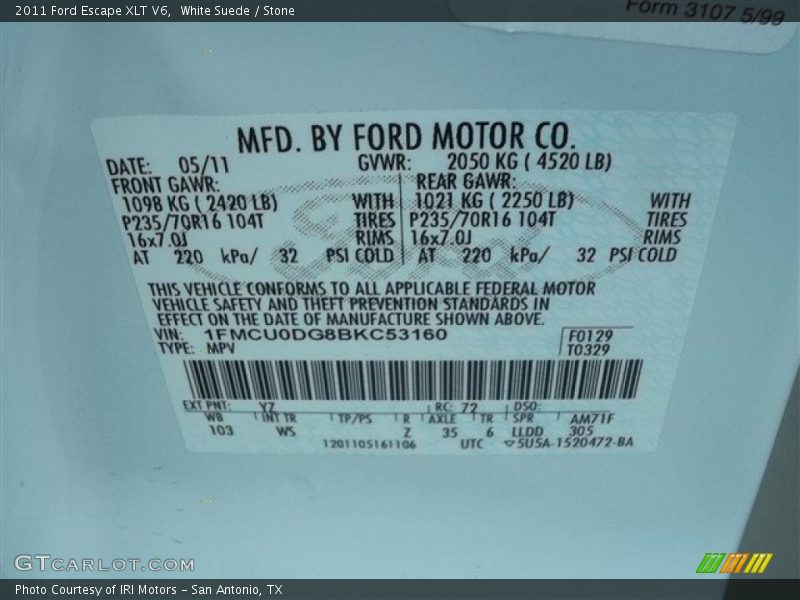 2011 Ford Escape XLT V6,  White Suede / Stone
Form 3107 5/99
MFD. BY FORD MOTOR CO.
DATE: 05/11 GVWR: 2050 KG ( 4520 LB)
FRONT GAWR: REAR GAWR:
1098 KG ( 2420 LB) WITH 1021 KG ( 2250 LB) WITH
P235/70R16 104T TIRES P235/70R16 104T TIRES
16x7.0J RIMS 16x7.0J RIMS
AT 220 kPa/ 32 PSI COLD AT 220 kPa/ 32 PSI COLD
Ford
THIS VEHICLE CONFORMS TO ALL APPLICABLE FEDERAL MOTOR
VEHICLE SAFETY AND THEFT PREVENTION STANDARDS IN
EFFECT ON THE DATE OF MANUFACTURE SHOWN ABOVE.
VIN: 1FMCU0DG8BKC53160 F0129
TYPE: MPV T0329
EXT PNT: YZ RC: 72 DSO:
WB INT TR TP/PS R AXLE TR SPR AM71F
103 WS Z 35 6 LLDD 305
1201105161106 UTC ▽5U5A-1520472-BA
GTCARLOT.COM
Photo Courtesy of IRI Motors – San Antonio, TX